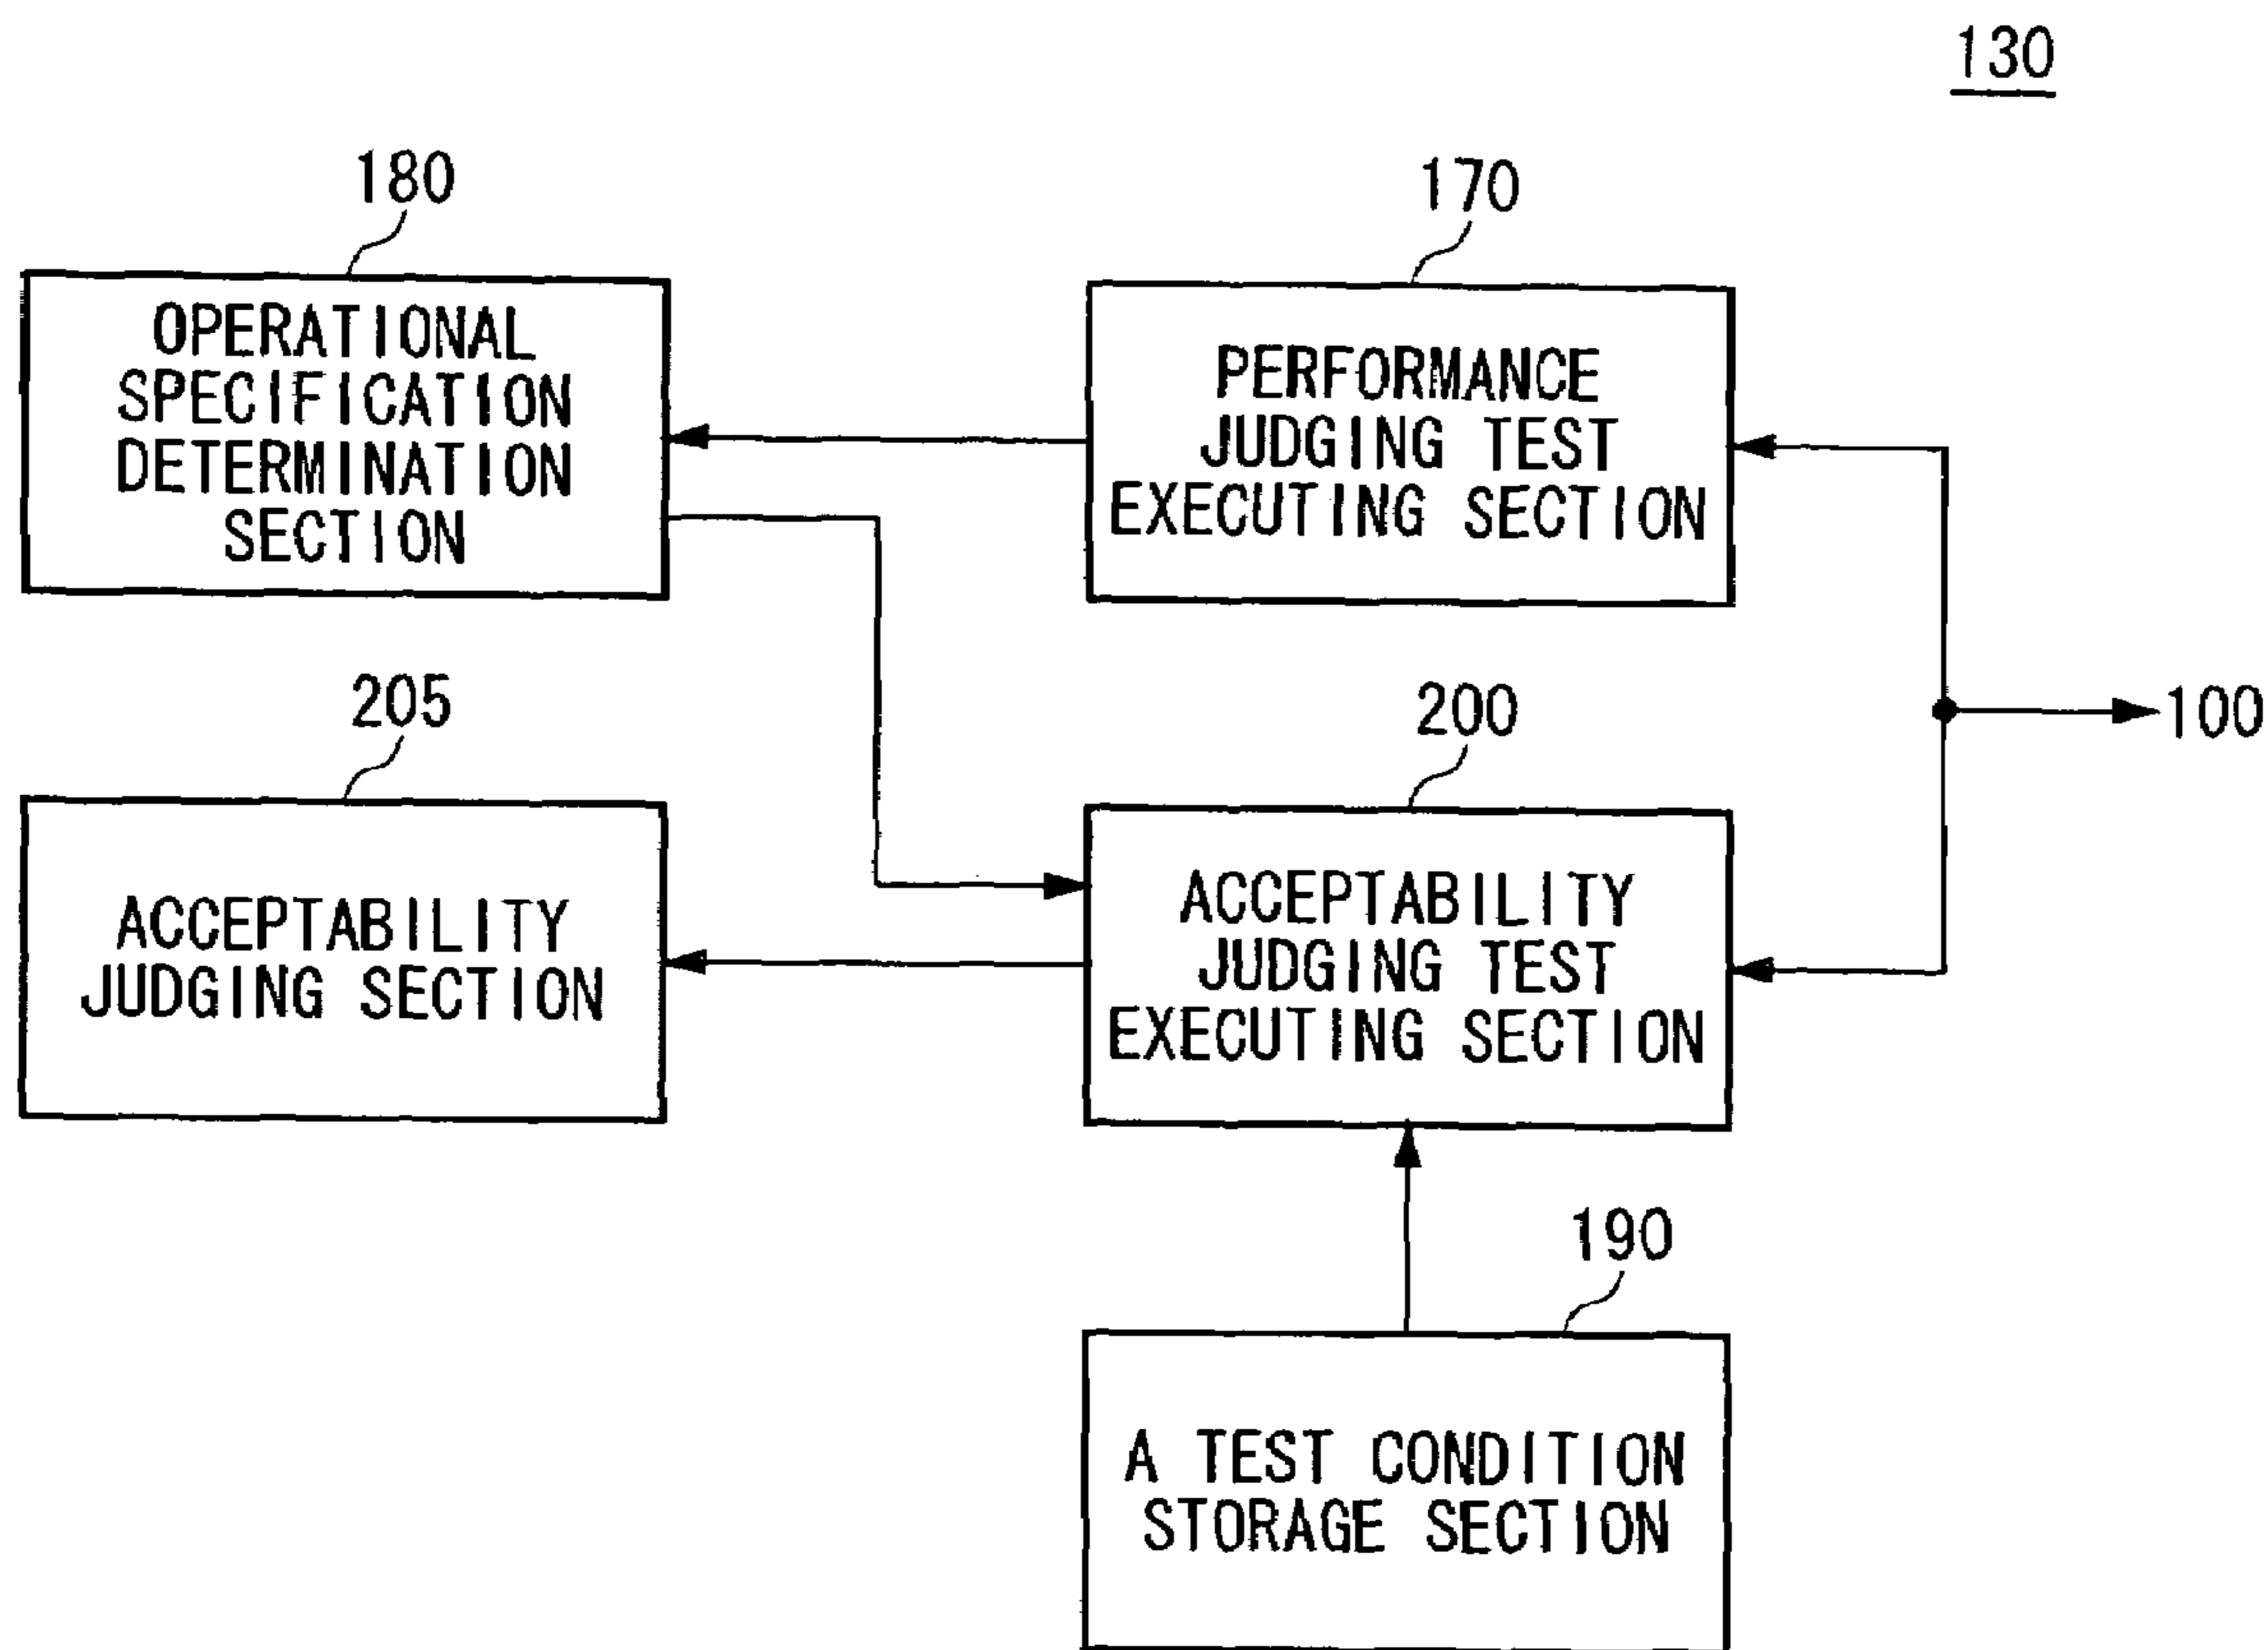 130
180
OPERATIONAL
SPECIFICATION
DETERMINATION
SECTION
170
PERFORMANCE
JUDGING TEST
EXECUTING SECTION
100
205
ACCEPTABILITY
JUDGING SECTION
200
ACCEPTABILITY
JUDGING TEST
EXECUTING SECTION
190
A TEST CONDITION
STORAGE SECTION